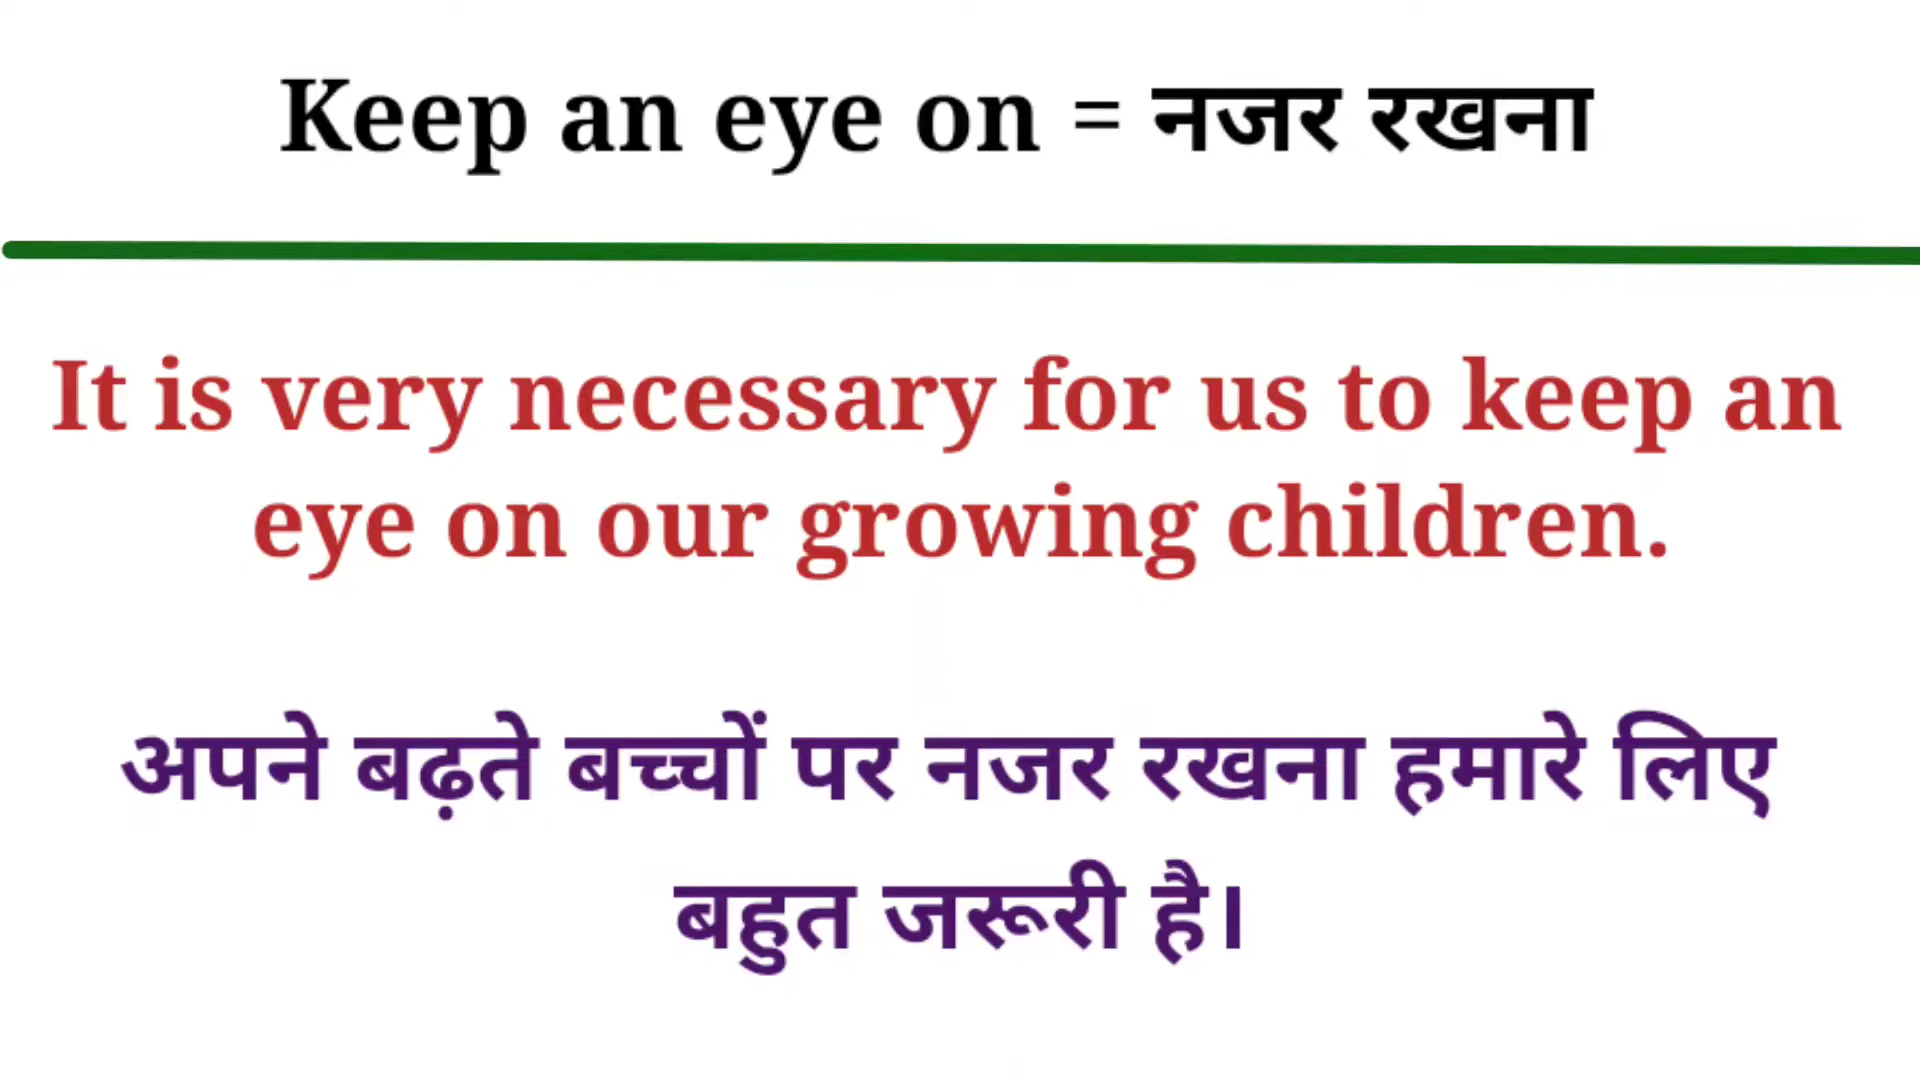 Keep an eye on = नजर रखना
It is very necessary for us to keep an
eye on our growing children.
अपने बढ़ते बच्चों पर नजर रखना हमारे लिए
बहुत जरूरी है।